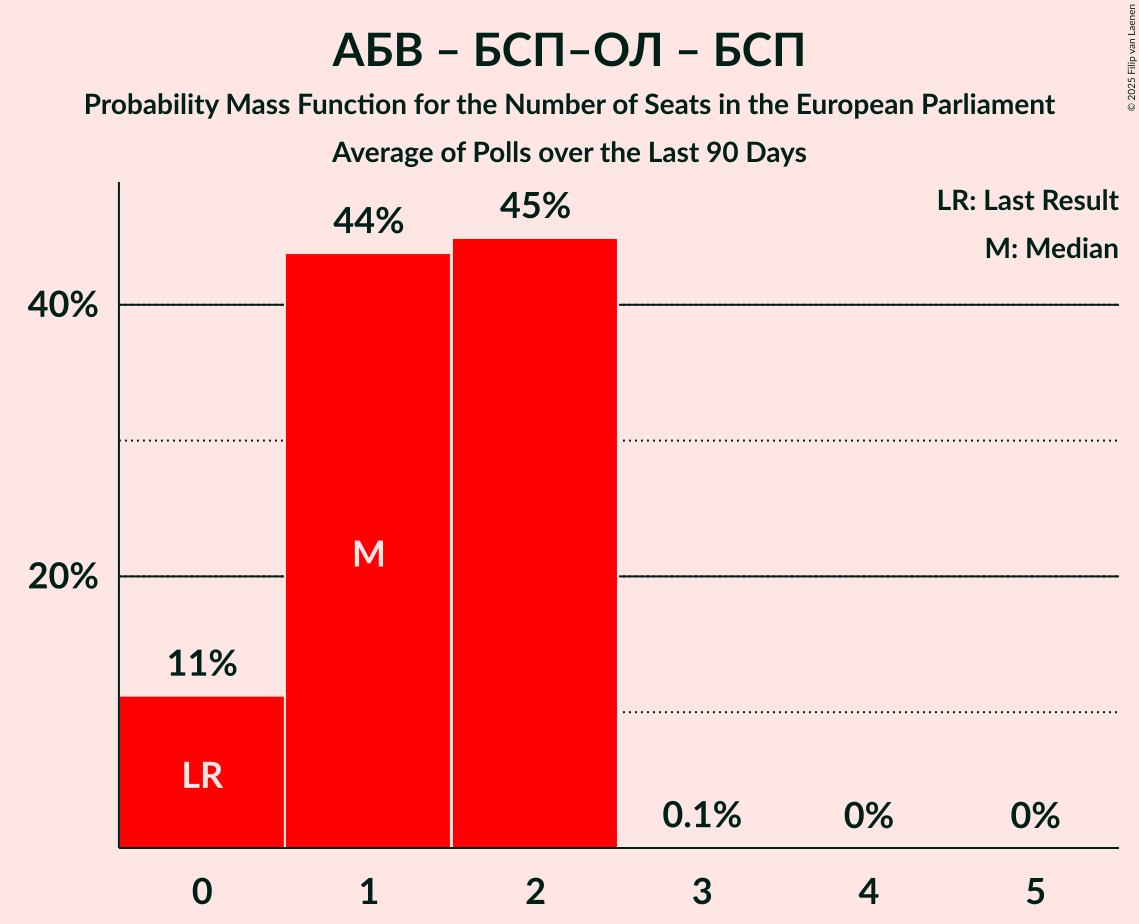 АБВ – БСП–ОЛ – БСП
Probability Mass Function for the Number of Seats in the European Parliament
Average of Polls over the Last 90 Days
© 2025 Filip van Laenen
LR: Last Result
M: Median
40%
20%
11%
44%
45%
0.1%
0%
0%
LR
M
0
1
2
3
4
5